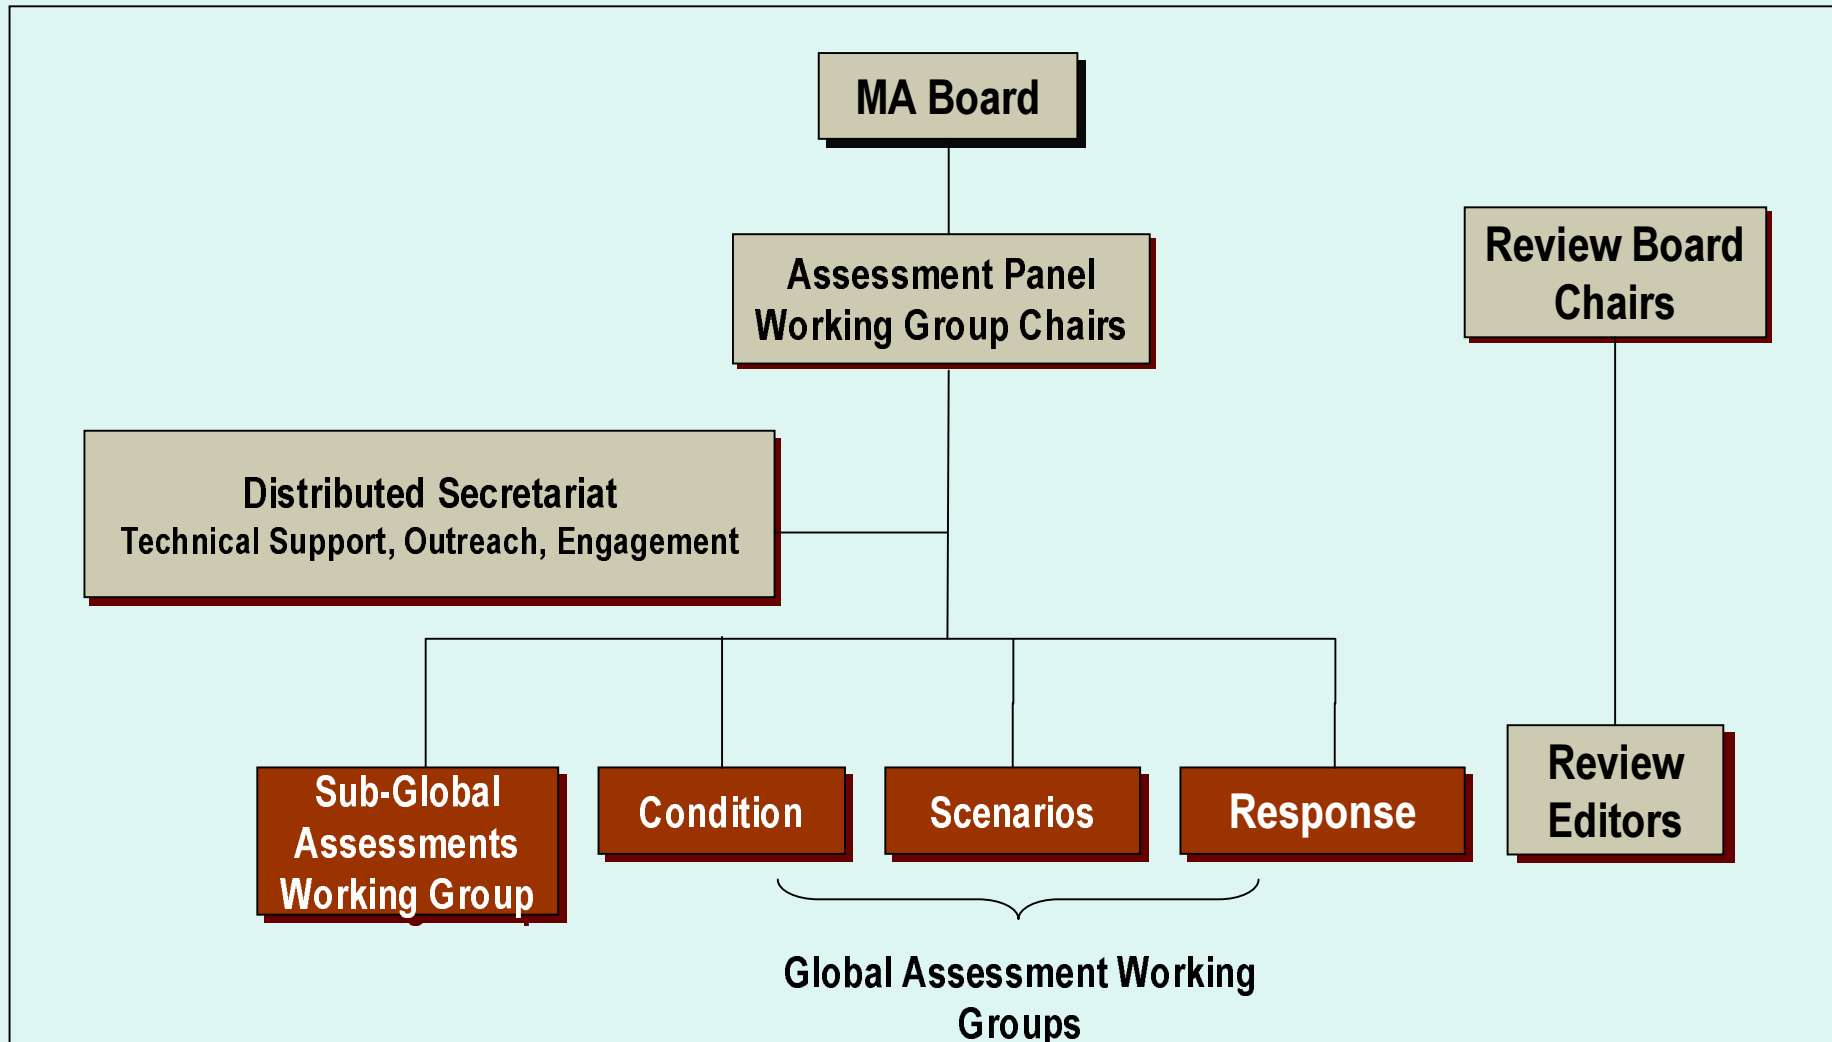 MA Board
Assessment Panel
Working Group Chairs
Review Board
Chairs
Distributed Secretariat
Technical Support, Outreach, Engagement
Sub-Global
Assessments
Working Group
Condition
Scenarios
Response
Review
Editors
Global Assessment Working
Groups